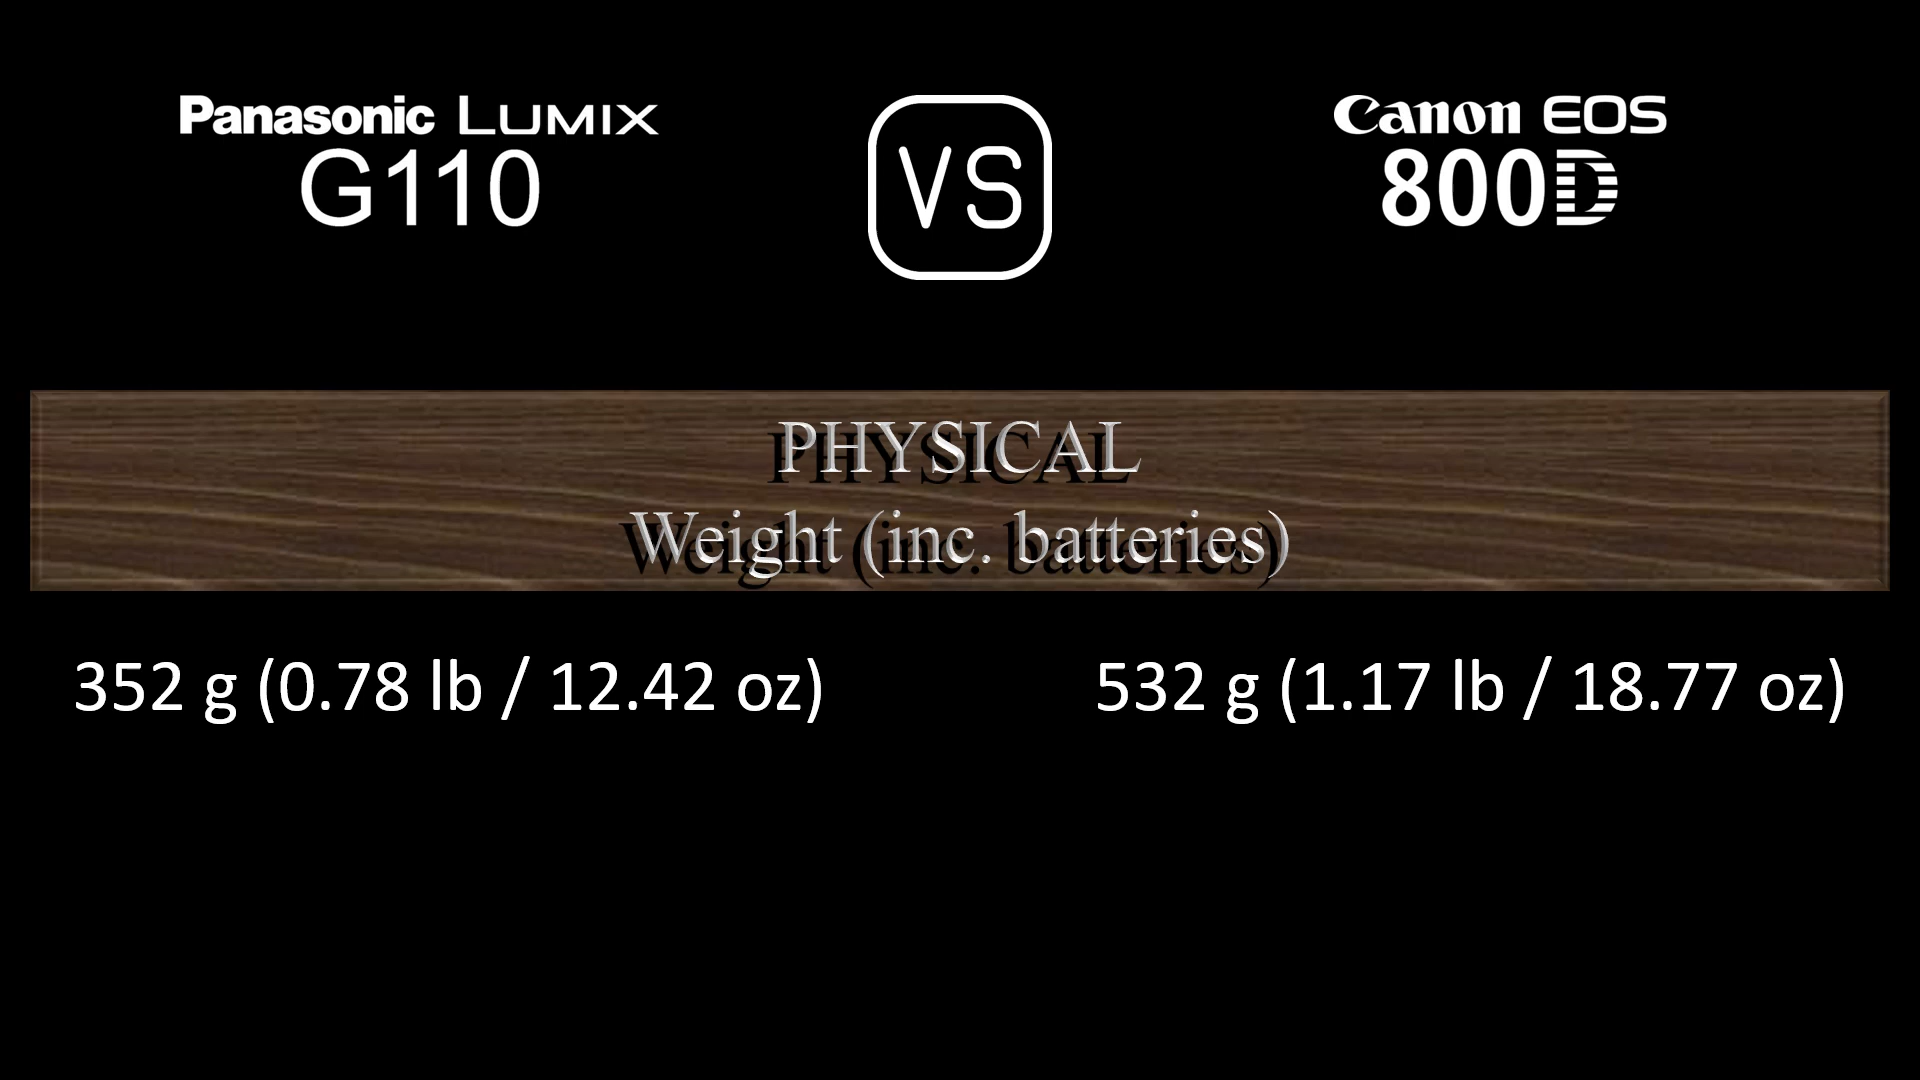 Panasonic LUMIX
G110
VS
Canon EOS
800D
PHYSICAL
Weight (inc. batteries)
352 g (0.78 lb / 12.42 oz)
532 g (1.17 lb / 18.77 oz)